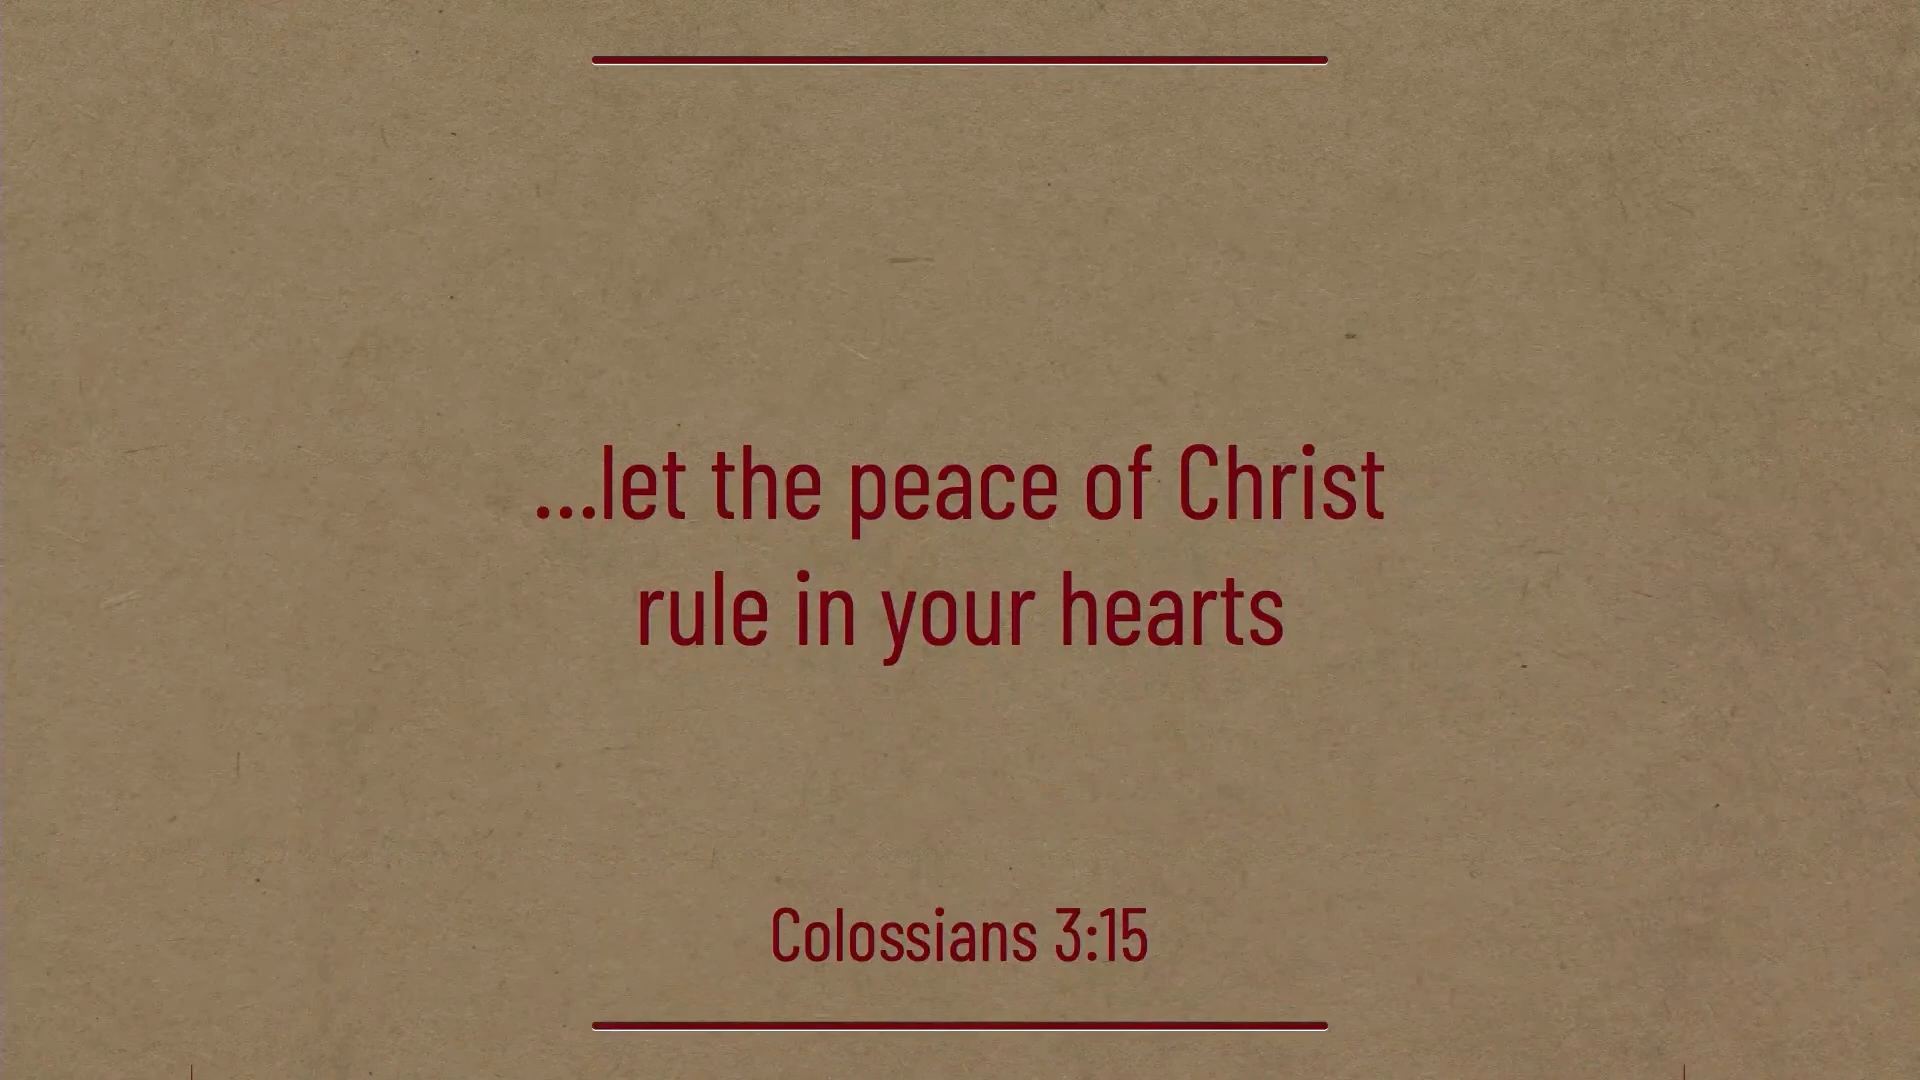 ...let the peace of Christ
rule in your hearts
Colossians 3:15